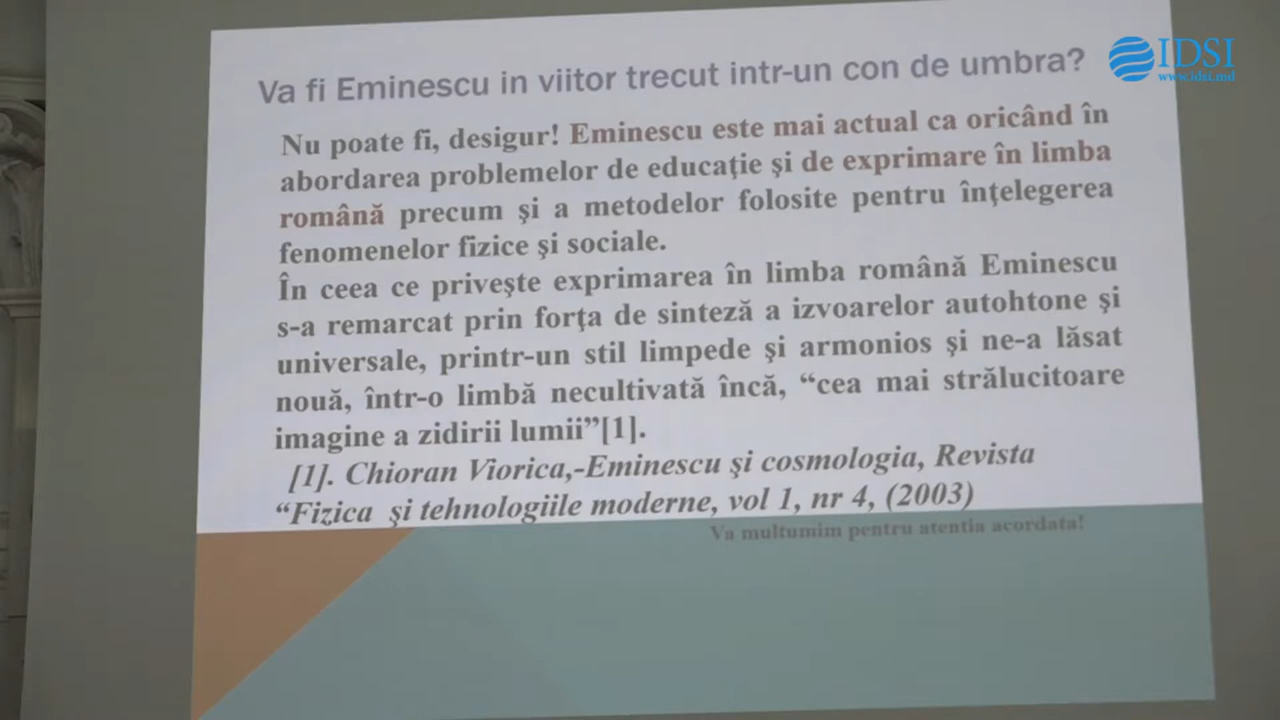 IDSI
www.idsi.md
Va fi Eminescu in viitor trecut intr-un con de umbra?
Nu poate fi, desigur! Eminescu este mai actual ca oricând în
abordarea problemelor de educaţie şi de exprimare în limba
română precum şi a metodelor folosite pentru înţelegerea
fenomenelor fizice şi sociale.
În ceea ce priveşte exprimarea în limba română Eminescu
s-a remarcat prin forţa de sinteză a izvoarelor autohtone şi
universale, printr-un stil limpede şi armonios şi ne-a lăsat
nouă, într-o limbă necultivată încă, “cea mai strălucitoare
imagine a zidirii lumii”[1].
[1]. Chioran Viorica,-Eminescu şi cosmologia, Revista
“Fizica şi tehnologiile moderne, vol 1, nr 4, (2003)
Va multumim pentru atentia acordata!